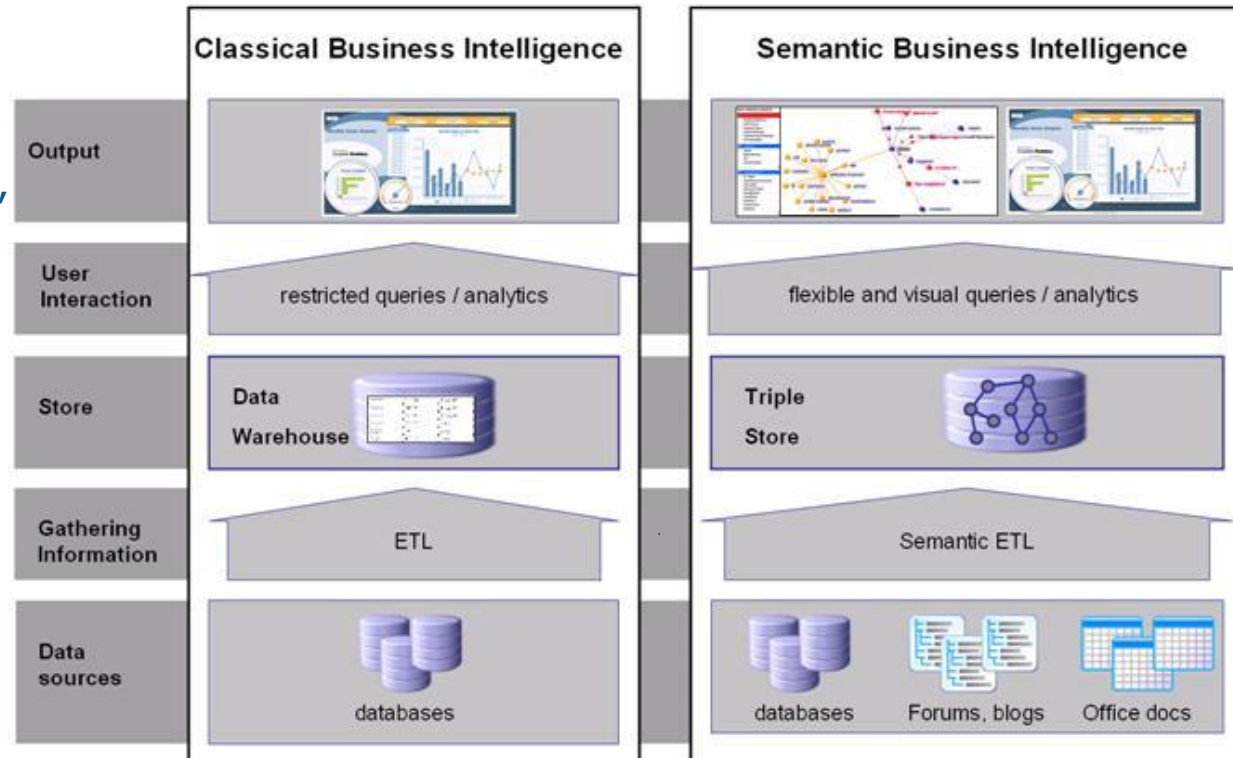 Classical Business Intelligence
Semantic Business Intelligence
Output
User
Interaction
restricted queries / analytics
flexible and visual queries / analytics
Store
Data
Warehouse
Triple
Store
Gathering
Information
ETL
Semantic ETL
Data
sources
databases
databases
Forums, blogs
Office docs